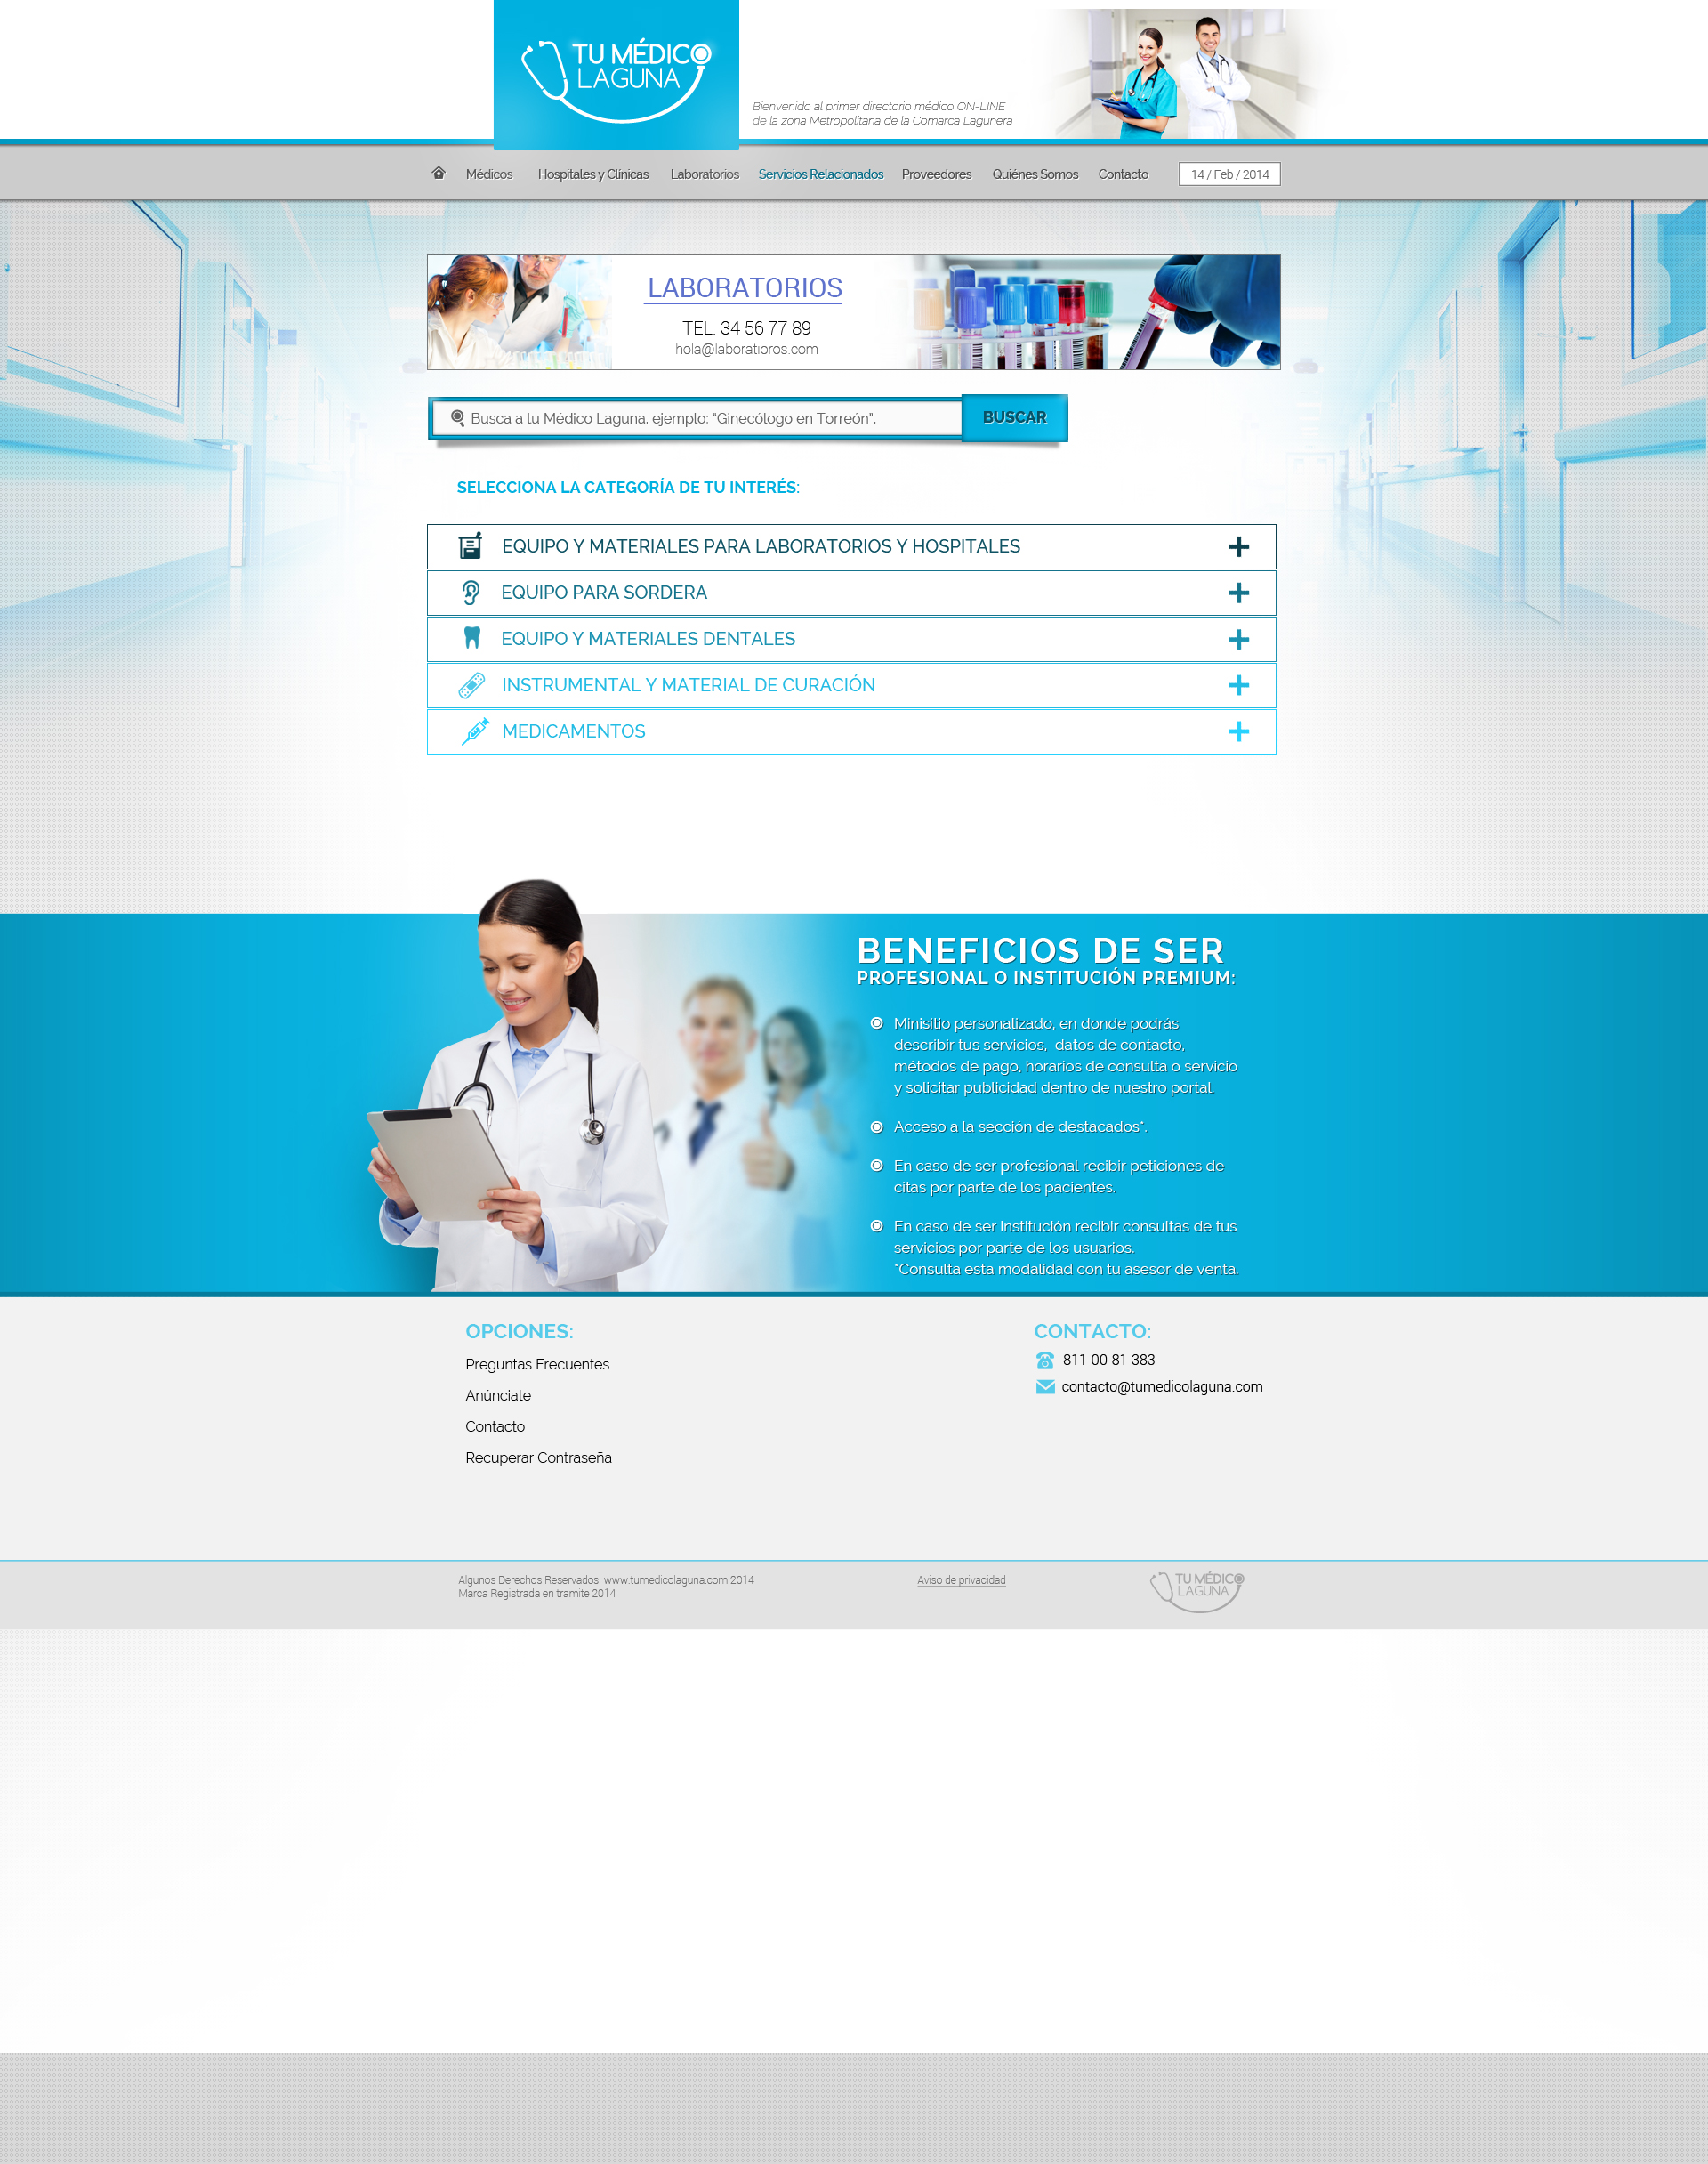 TU MÉDICO
LAGUNA
Bienvenido al primer directorio médico ON-LINE
de la zona Metropolitana de la Comarca Lagunera
Médicos Hospitales y Clínicas Laboratorios Servicios Relacionados Proveedores Quiénes Somos Contacto 14 / Feb / 2014
LABORATORIOS
TEL. 34 56 77 89
hola@laboratioros.com
Busca a tu Médico Laguna, ejemplo: "Ginecólogo en Torreón".
BUSCAR
SELECCIONA LA CATEGORÍA DE TU INTERÉS:
EQUIPO Y MATERIALES PARA LABORATORIOS Y HOSPITALES
EQUIPO PARA SORDERA
EQUIPO Y MATERIALES DENTALES
INSTRUMENTAL Y MATERIAL DE CURACIÓN
MEDICAMENTOS
BENEFICIOS DE SER
PROFESIONAL O INSTITUCIÓN PREMIUM:
Minisitio personalizado, en donde podrás
describir tus servicios, datos de contacto,
métodos de pago, horarios de consulta o servicio
y solicitar publicidad dentro de nuestro portal.
Acceso a la sección de destacados*.
En caso de ser profesional recibir peticiones de
citas por parte de los pacientes.
En caso de ser institución recibir consultas de tus
servicios por parte de los usuarios.
*Consulta esta modalidad con tu asesor de venta.
OPCIONES:
Preguntas Frecuentes
Anúnciate
Contacto
Recuperar Contraseña
CONTACTO:
811-00-81-383
contacto@tumedicolaguna.com
Algunos Derechos Reservados. www.tumedicolaguna.com 2014
Marca Registrada en tramite 2014
Aviso de privacidad
TU MÉDICO
LAGUNA